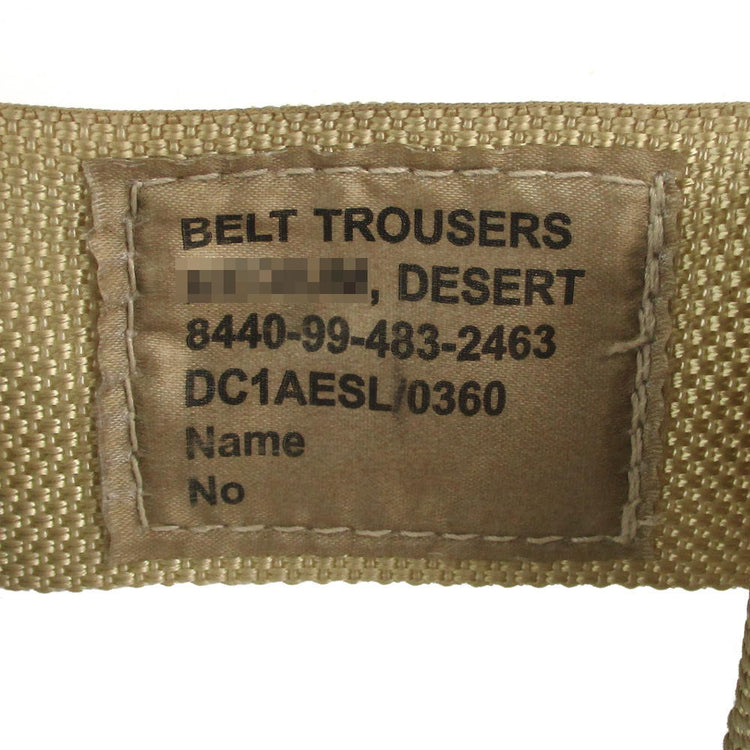 BELT TROUSERS
, DESERT
8440-99-483-2463
DC1AESL/0360
Name
No